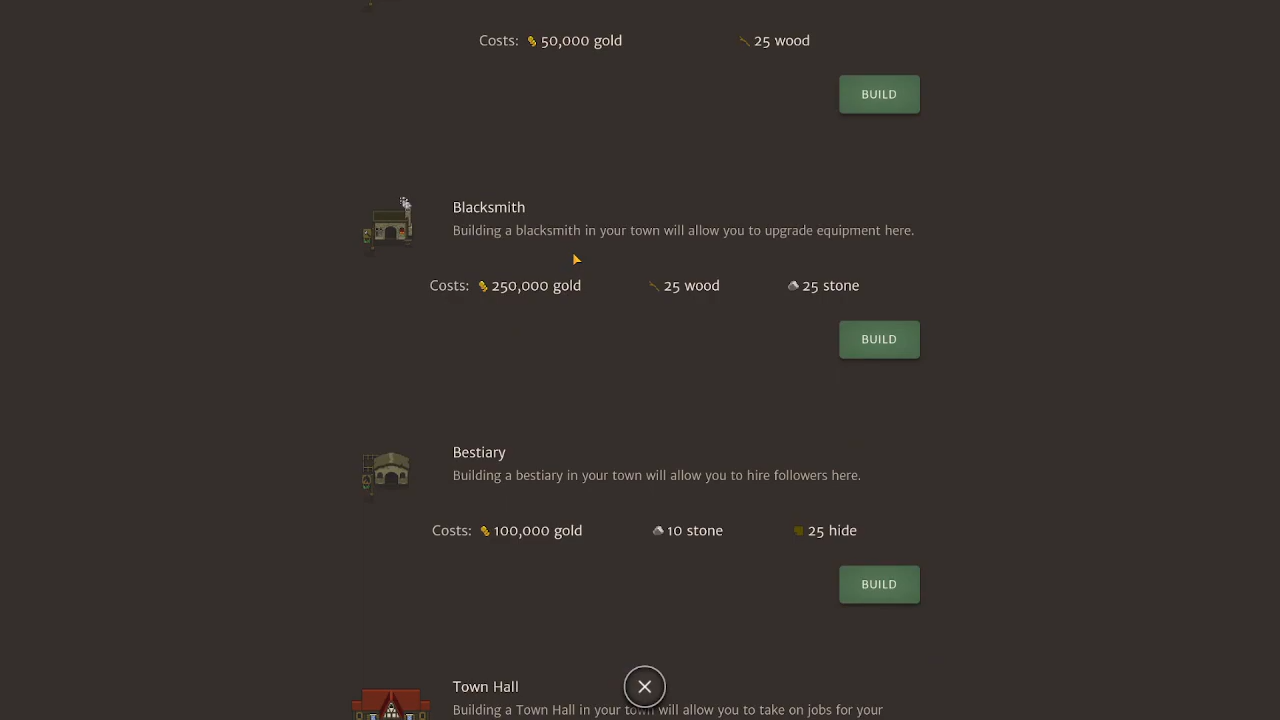 Costs: 50,000 gold 25 wood
BUILD
Blacksmith
Building a blacksmith in your town will allow you to upgrade equipment here.
Costs: 250,000 gold 25 wood 25 stone
BUILD
Bestiary
Building a bestiary in your town will allow you to hire followers here.
Costs: 100,000 gold 10 stone 25 hide
BUILD
Town Hall
Building a Town Hall in your town will allow you to take on jobs for your